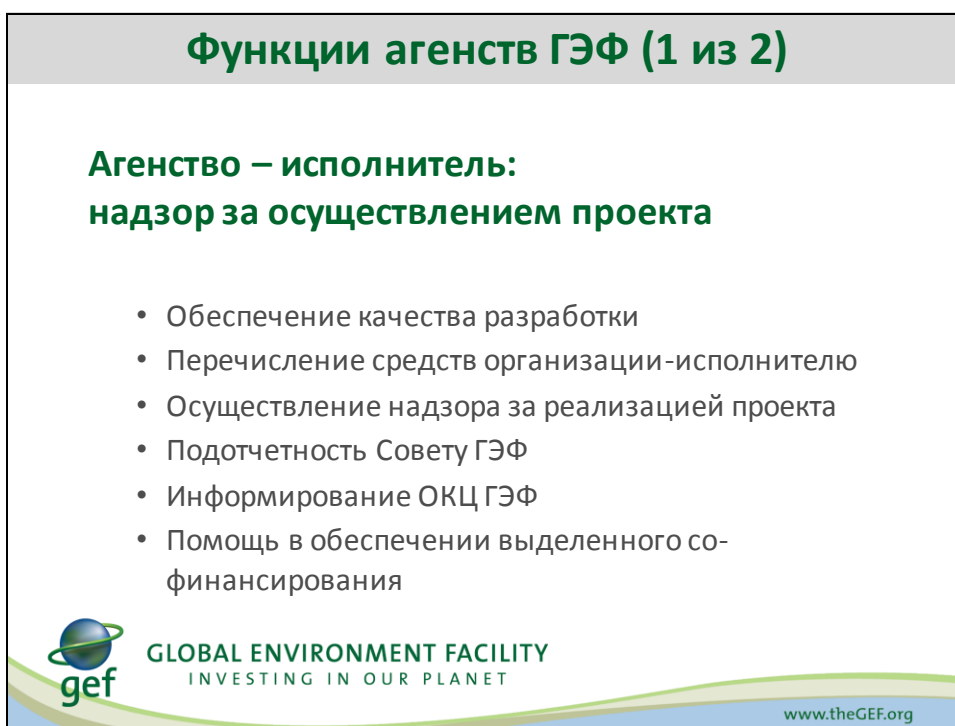 Функции агенств ГЭФ (1 из 2)
Агенство – исполнитель:
надзор за осуществлением проекта
• Обеспечение качества разработки
• Перечисление средств организации-исполнителю
• Осуществление надзора за реализацией проекта
• Подотчетность Совету ГЭФ
• Информирование ОКЦ ГЭФ
• Помощь в обеспечении выделенного со-
финансирования
gef
GLOBAL ENVIRONMENT FACILITY
INVESTING IN OUR PLANET
www.theGEF.org